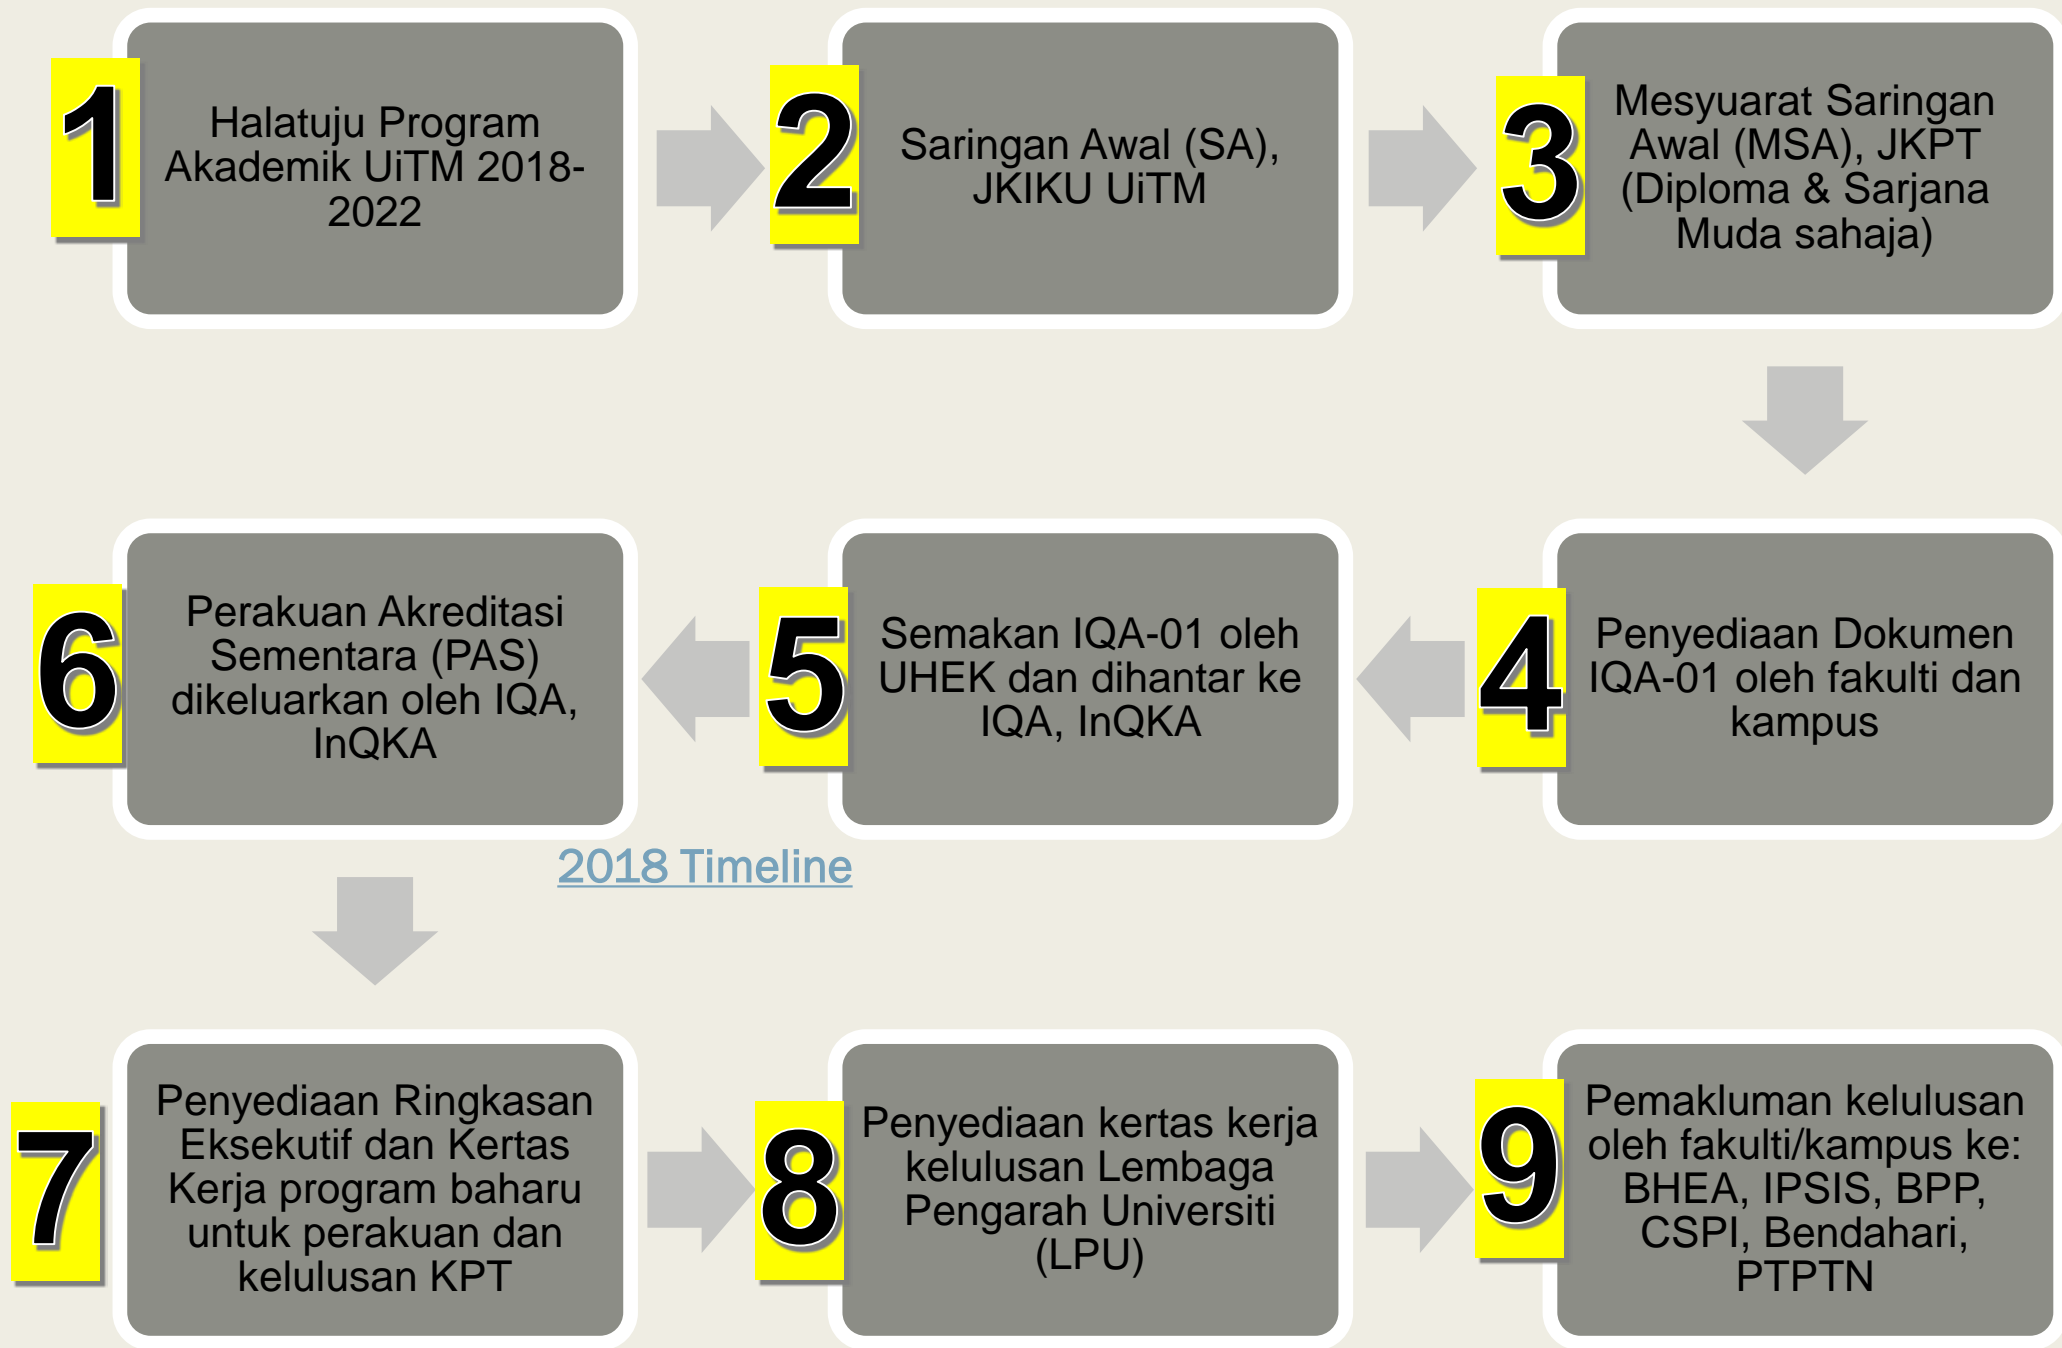 1
Halatuju Program
Akademik UiTM 2018-
2022
2
Saringan Awal (SA),
JKIKU UiTM
3
Mesyuarat Saringan
Awal (MSA), JKPT
(Diploma & Sarjana
Muda sahaja)
4
Penyediaan Dokumen
IQA-01 oleh fakulti dan
kampus
5
Semakan IQA-01 oleh
UHEK dan dihantar ke
IQA, InQKA
6
Perakuan Akreditasi
Sementara (PAS)
dikeluarkan oleh IQA,
InQKA
2018 Timeline
7
Penyediaan Ringkasan
Eksekutif dan Kertas
Kerja program baharu
untuk perakuan dan
kelulusan KPT
8
Penyediaan kertas kerja
kelulusan Lembaga
Pengarah Universiti
(LPU)
9
Pemakluman kelulusan
oleh fakulti/kampus ke:
BHEA, IPSIS, BPP,
CSPI, Bendahari,
PTPTN